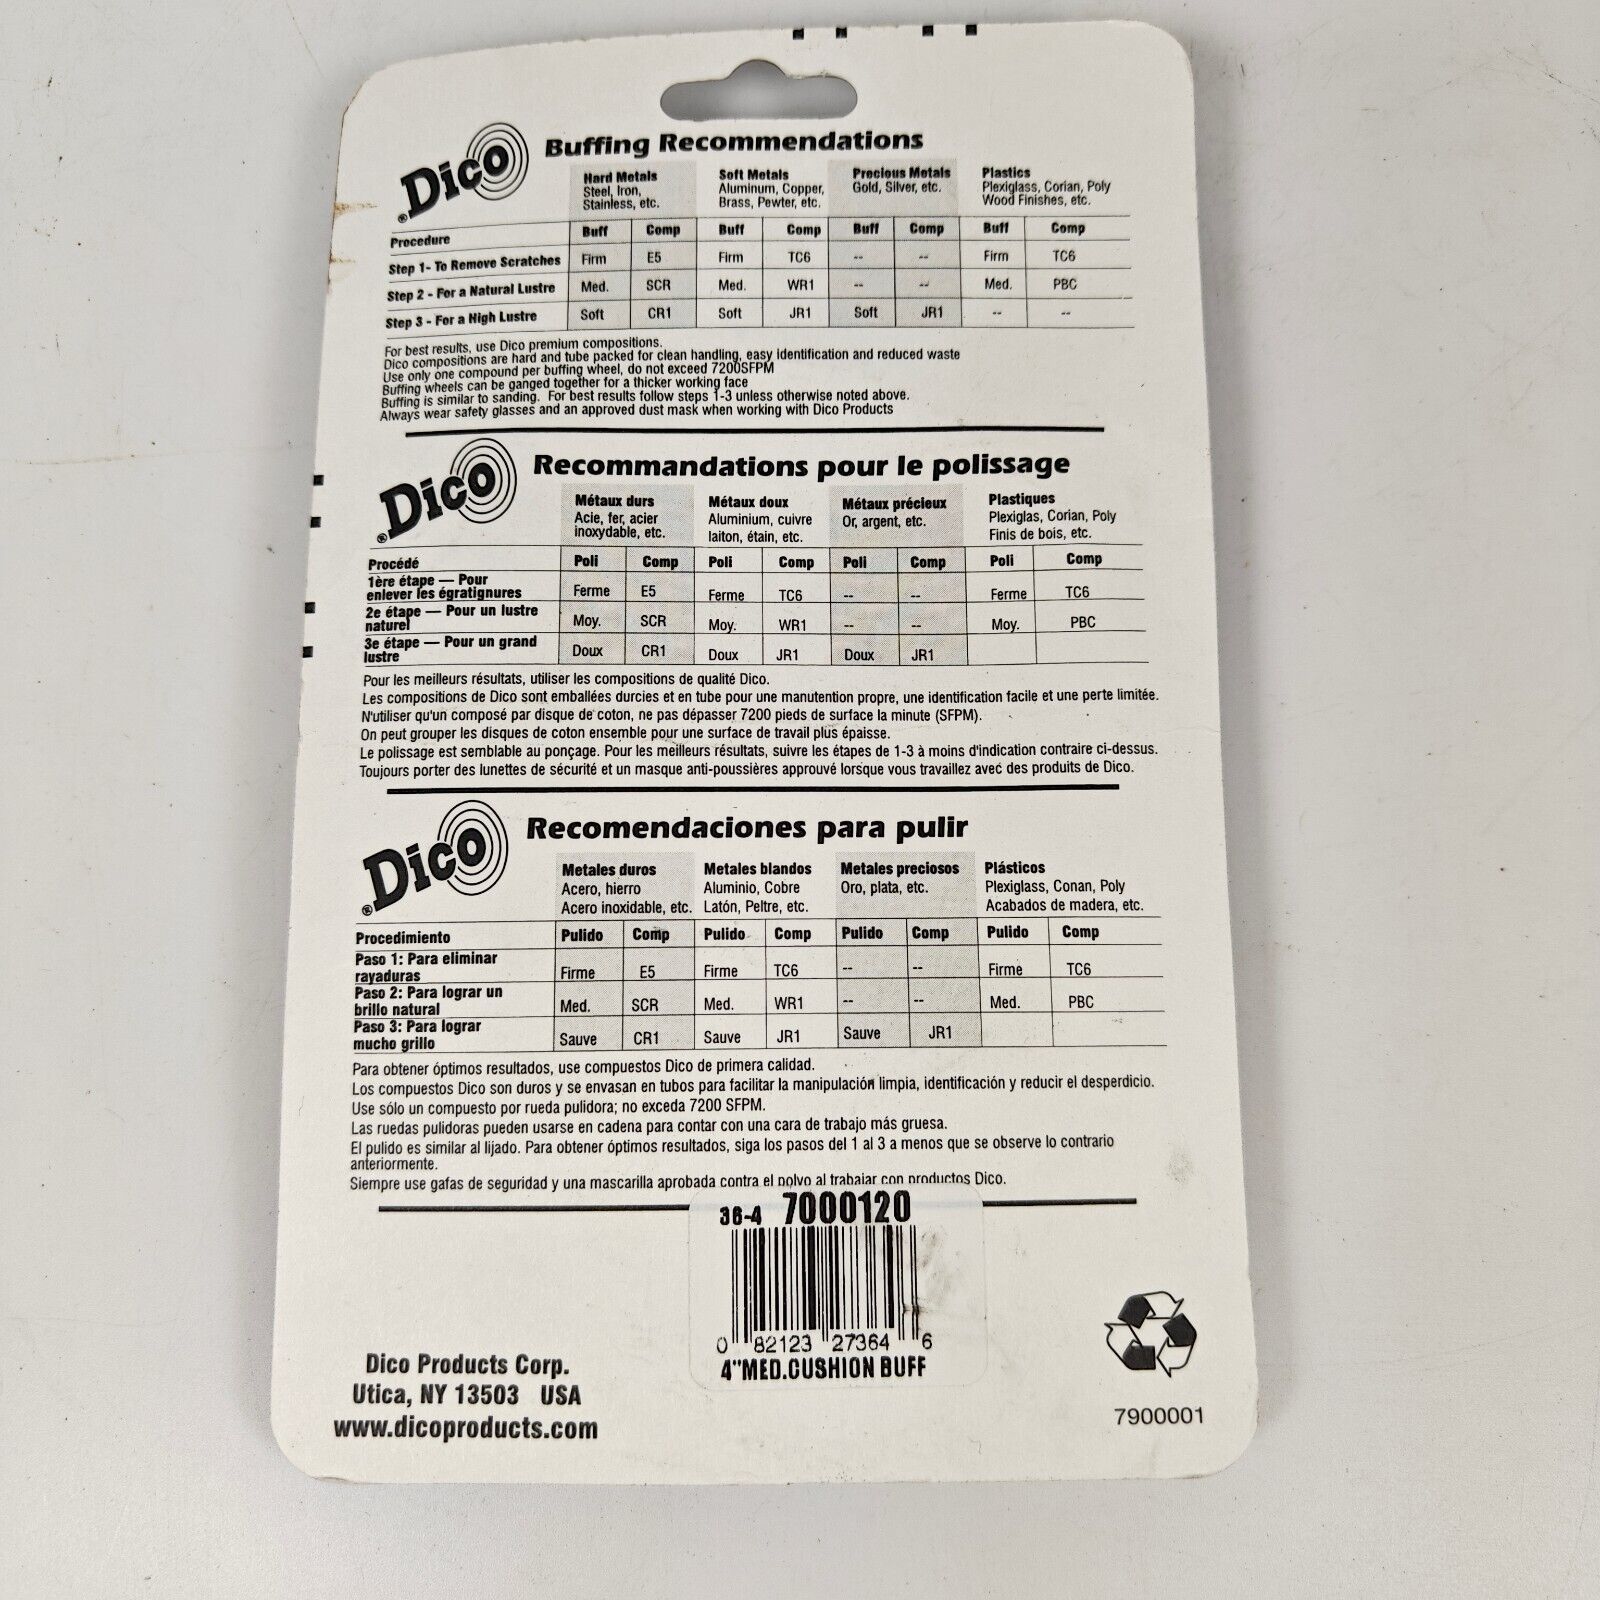 Dico®
Buffing Recommendations
Hard Metals Soft Metals Precious Metals Plastics
Steel, Iron, Aluminum, Copper, Gold, Silver, etc. Plexiglass, Corian, Poly
Stainless, etc. Brass, Pewter, etc. Wood Finishes, etc.
Procedure Buff Comp Buff Comp Buff Comp Buff Comp
Step 1- To Remove Scratches Firm E5 Firm TC6 -- -- Firm TC6
Step 2 - For a Natural Lustre Med. SCR Med. WR1 -- -- Med. PBC
Step 3 - For a High Lustre Soft CR1 Soft JR1 Soft JR1 -- --
For best results, use Dico premium compositions.
Dico compositions are hard and tube packed for clean handling, easy identification and reduced waste
Use only one compound per buffing wheel, do not exceed 7200SFPM
Buffing wheels can be ganged together for a thicker working face
Buffing is similar to sanding. For best results follow steps 1-3 unless otherwise noted above.
Always wear safety glasses and an approved dust mask when working with Dico Products
Dico®
Recommandations pour le polissage
Métaux durs Métaux doux Métaux précieux Plastiques
Acie, fer, acier Aluminium, cuivre Or, argent, etc. Plexiglas, Corian, Poly
inoxydable, etc. laiton, étain, etc. Finis de bois, etc.
Procédé Poli Comp Poli Comp Poli Comp Poli Comp
1ère étape — Pour
enlever les égratignures Ferme E5 Ferme TC6 -- -- Ferme TC6
2e étape — Pour un lustre
naturel Moy. SCR Moy. WR1 -- -- Moy. PBC
3e étape — Pour un grand
lustre Doux CR1 Doux JR1 Doux JR1
Pour les meilleurs résultats, utiliser les compositions de qualité Dico.
Les compositions de Dico sont emballées durcies et en tube pour une manutention propre, une identification facile et une perte limitée.
N'utiliser qu'un composé par disque de coton, ne pas dépasser 7200 pieds de surface la minute (SFPM).
On peut grouper les disques de coton ensemble pour une surface de travail plus épaisse.
Le polissage est semblable au ponçage. Pour les meilleurs résultats, suivre les étapes de 1-3 à moins d'indication contraire ci-dessus.
Toujours porter des lunettes de sécurité et un masque anti-poussières approuvé lorsque vous travaillez avec des produits de Dico.
Dico®
Recomendaciones para pulir
Metales duros Metales blandos Metales preciosos Plásticos
Acero, hierro Aluminio, Cobre Oro, plata, etc. Plexiglass, Conan, Poly
Acero inoxidable, etc. Latón, Peltre, etc. Acabados de madera, etc.
Procedimiento Pulido Comp Pulido Comp Pulido Comp Pulido Comp
Paso 1: Para eliminar
rayaduras Firme E5 Firme TC6 -- -- Firme TC6
Paso 2: Para lograr un
brillo natural Med. SCR Med. WR1 -- -- Med. PBC
Paso 3: Para lograr
mucho grillo Sauve CR1 Sauve JR1 Sauve JR1
Para obtener óptimos resultados, use compuestos Dico de primera calidad.
Los compuestos Dico son duros y se envasan en tubos para facilitar la manipulación limpia, identificación y reducir el desperdicio.
Use sólo un compuesto por rueda pulidora; no exceda 7200 SFPM.
Las ruedas pulidoras pueden usarse en cadena para contar con una cara de trabajo más gruesa.
El pulido es similar al lijado. Para obtener óptimos resultados, siga los pasos del 1 al 3 a menos que se observe lo contrario
anteriormente.
Siempre use gafas de seguridad y una mascarilla aprobada contra el polvo al trabajar con productos Dico.
36-4 7000120
0 82123 27364 6
4"MED.CUSHION BUFF
Dico Products Corp.
Utica, NY 13503 USA
www.dicoproducts.com
7900001